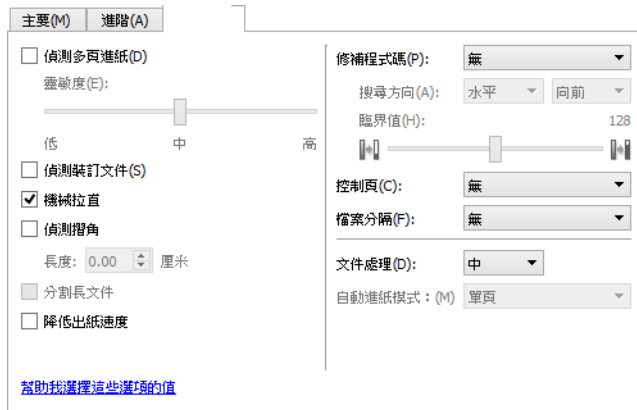 主要(M) 進階(A)
偵測多頁進紙(D)
靈敏度(E):
低 中 高
偵測裝訂文件(S)
機械拉直
偵測摺角
長度: 0.00 厘米
分割長文件
降低出紙速度
幫助我選擇這些選項的值
修補程式碼(P): 無
搜尋方向(A): 水平 向前
臨界值(H): 128
控制頁(C): 無
檔案分隔(F): 無
文件處理(D): 中
自動進紙模式：(M) 單頁